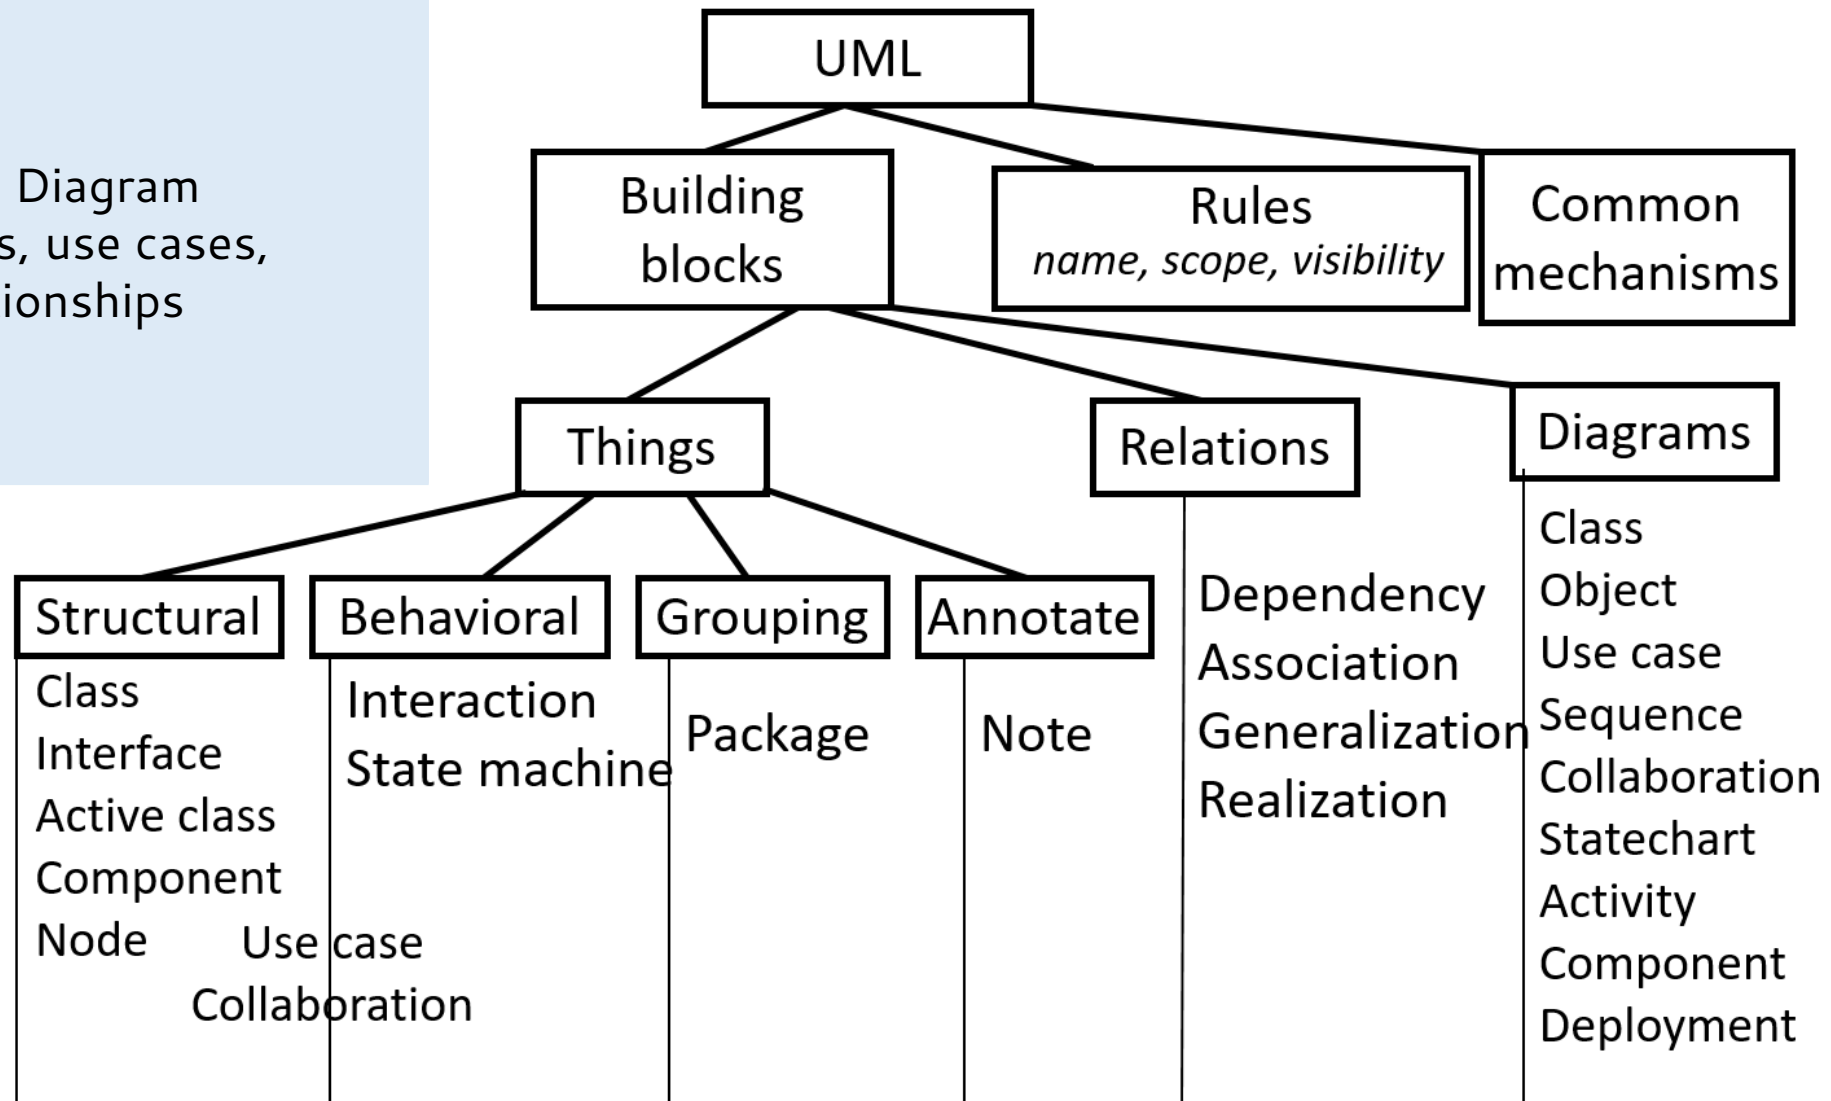 UML
Diagram
use cases,
Building
blocks
Rules
name, scope, visibility
Common
mechanisms
Things
Relations
Diagrams
Structural
Class
Interface
Active class
Component
Node
Use case
Collaboration
Behavioral
Interaction
State machine
Grouping
Package
Annotate
Note
Dependency
Association
Generalization
Realization
Class
Object
Use case
Sequence
Collaboration
Statechart
Activity
Component
Deployment